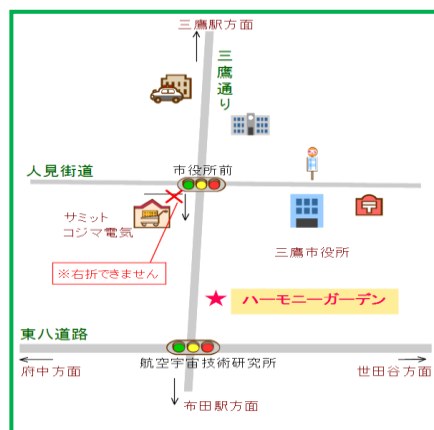 三鷹駅方面
三鷹通り
人見街道
市役所前
サミット
コジマ電気
三鷹市役所
※右折できません
ハーモニーガーデン
東八道路
航空宇宙技術研究所
府中方面
世田谷方面
布田駅方面